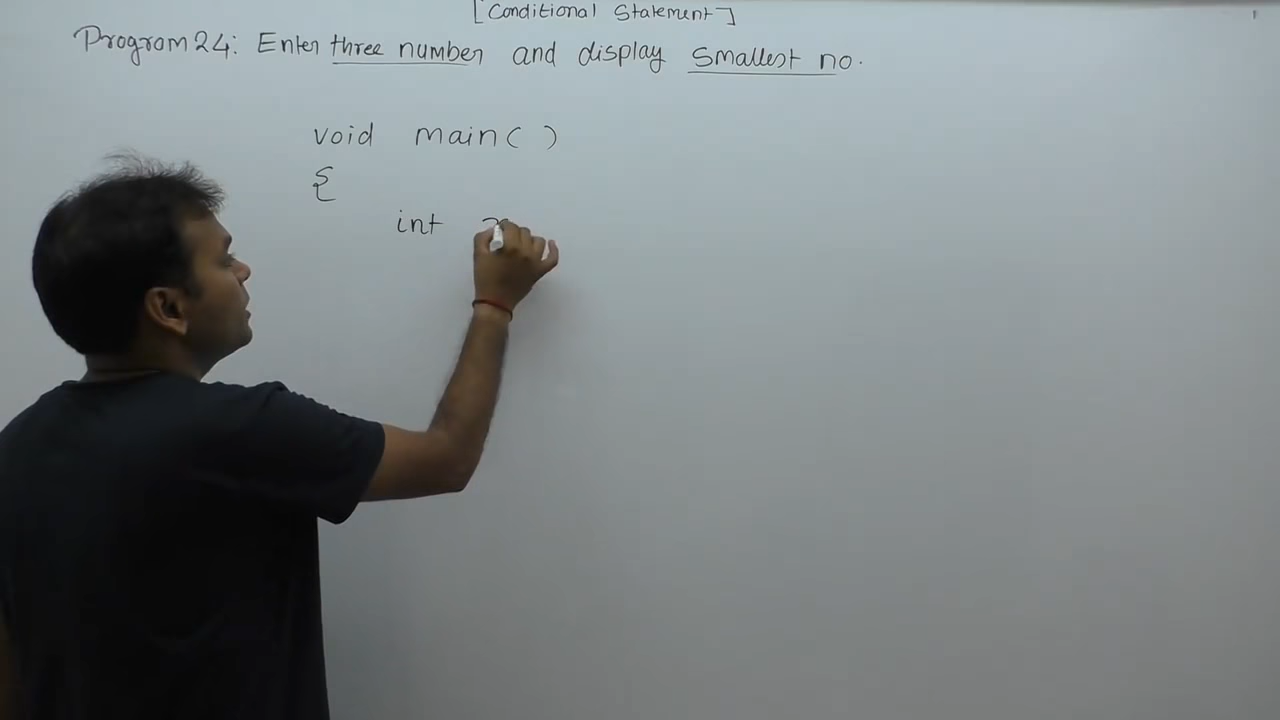 [Conditional Statement]
Program 24: Enter three number and display smallest no.
void main( )
{
int